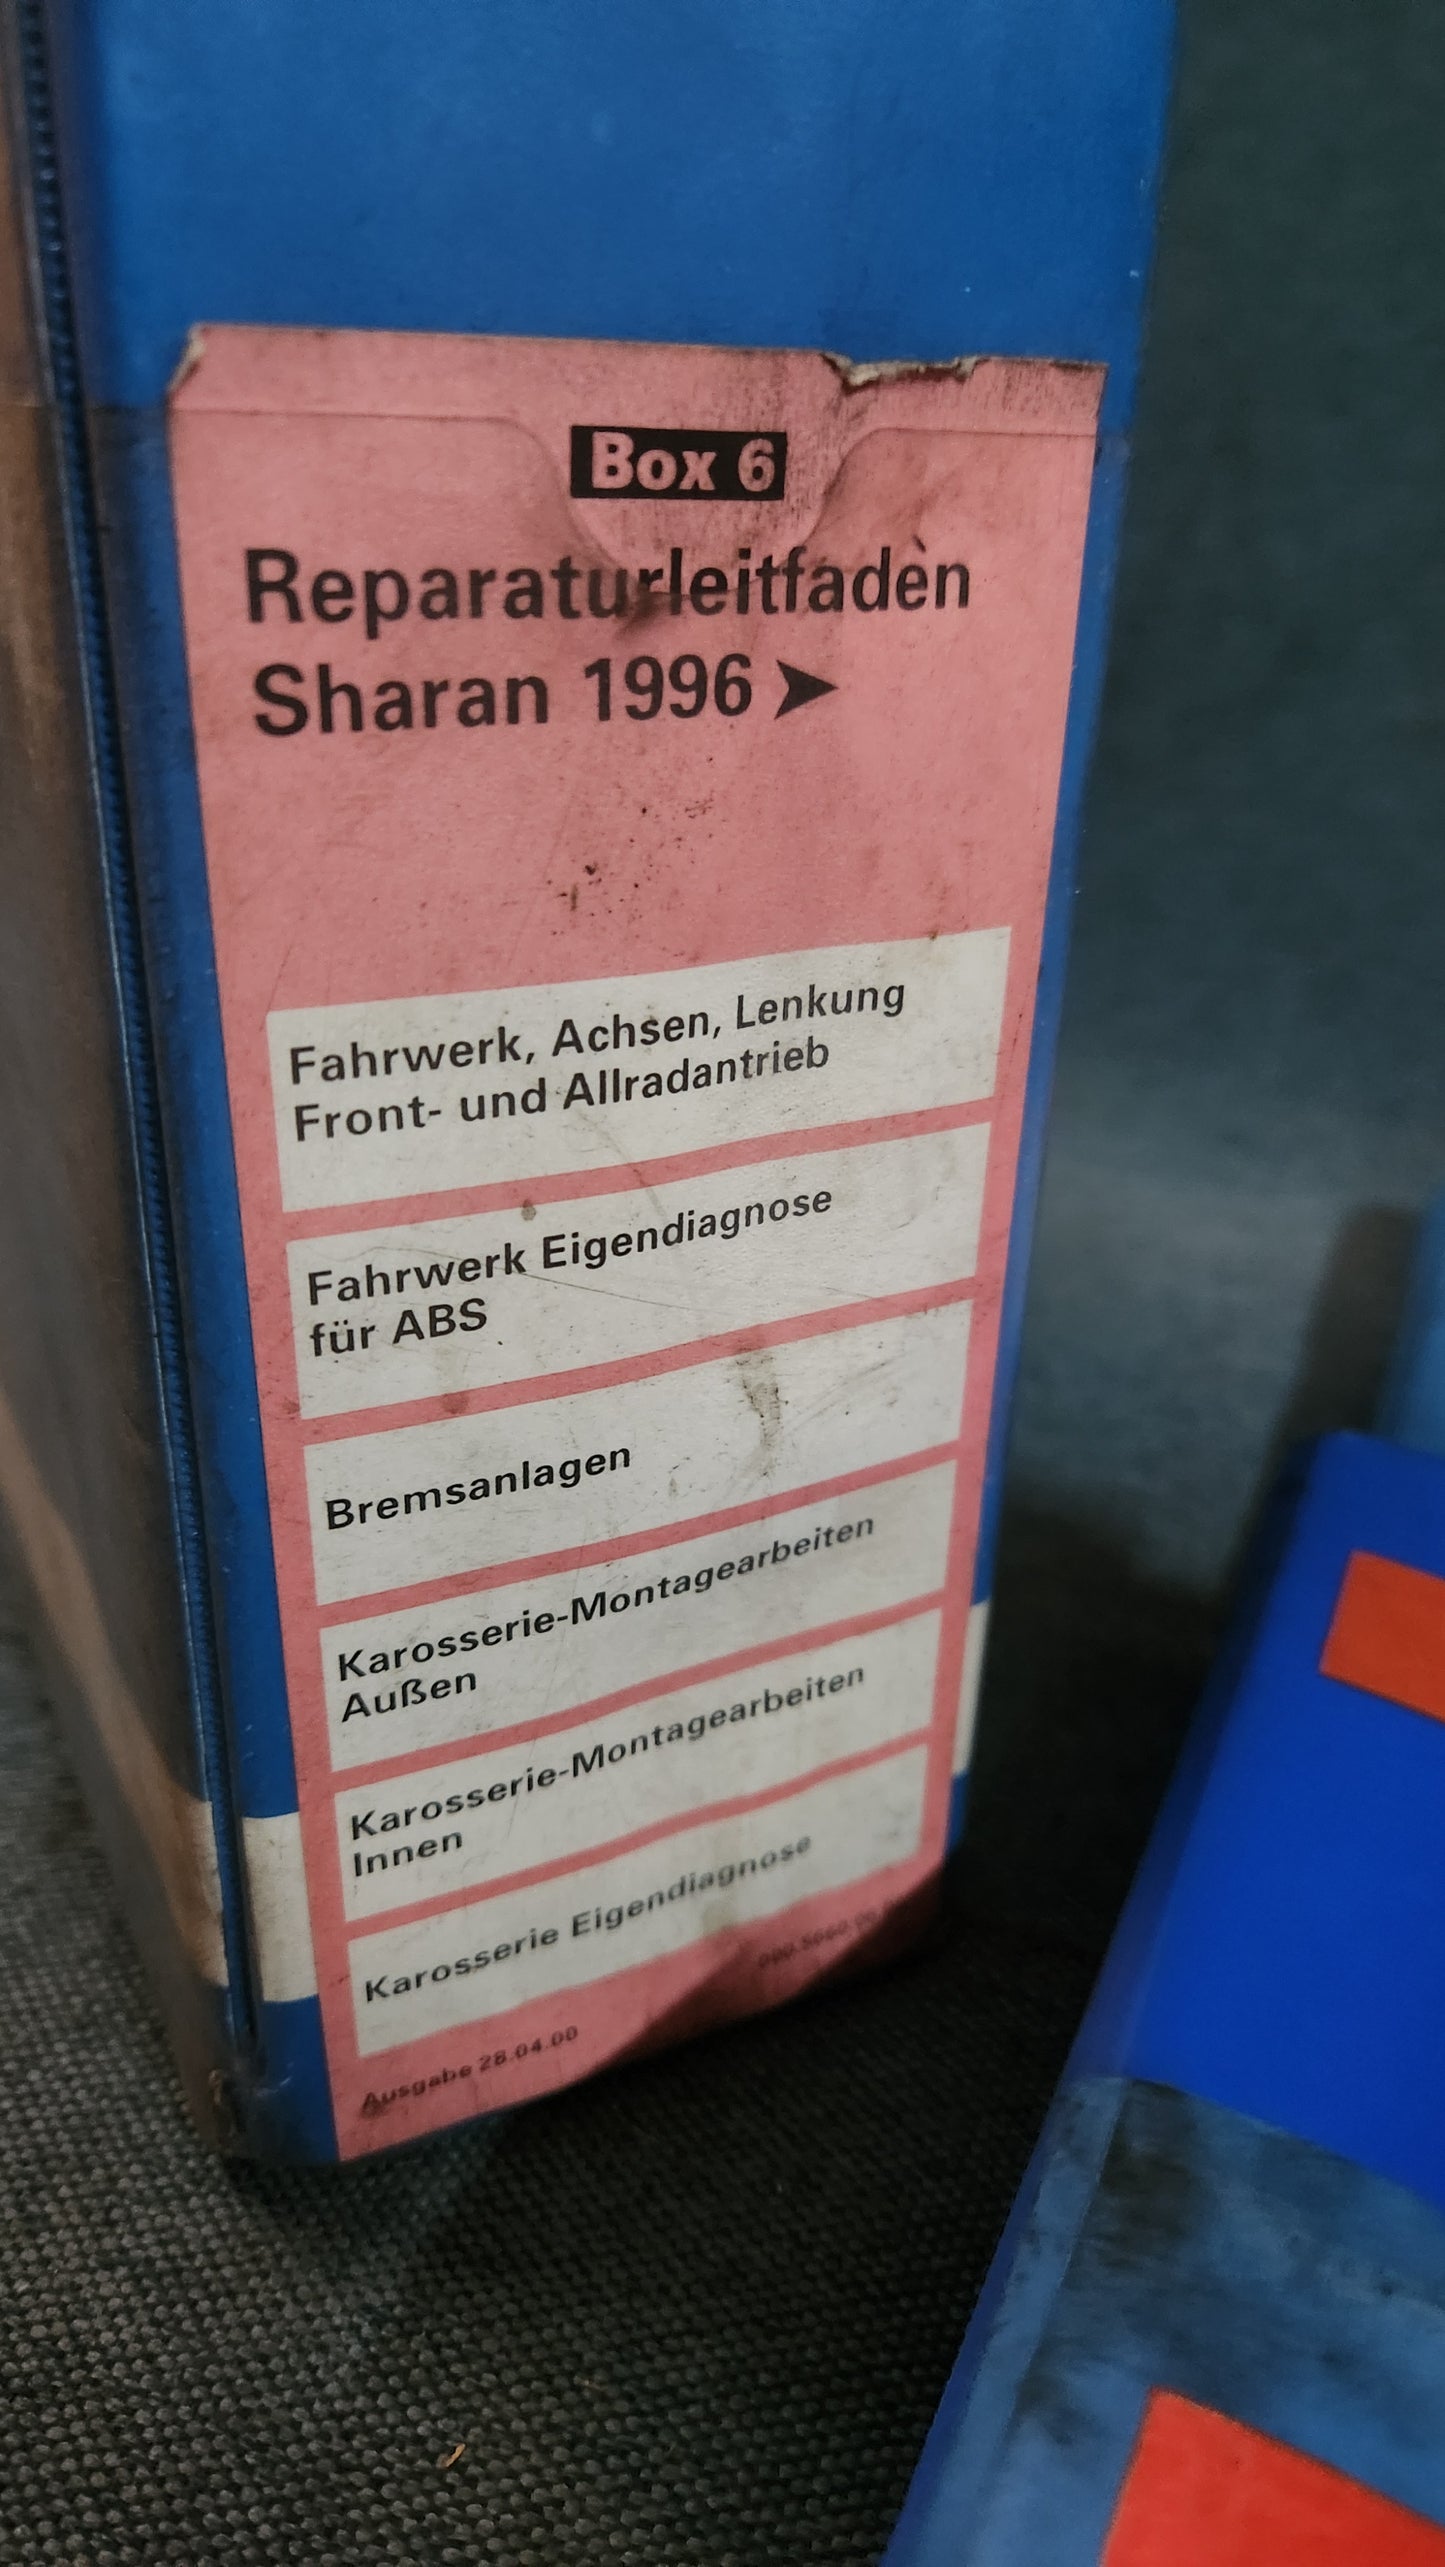 Box 6
Reparaturleitfaden
Sharan 1996 ➤
Fahrwerk, Achsen, Lenkung
Front- und Allradantrieb
Fahrwerk Eigendiagnose
für ABS
Bremsanlagen
Karosserie-Montagearbeiten
Außen
Karosserie-Montagearbeiten
Innen
Karosserie Eigendiagnose
Ausgabe 28.04.00